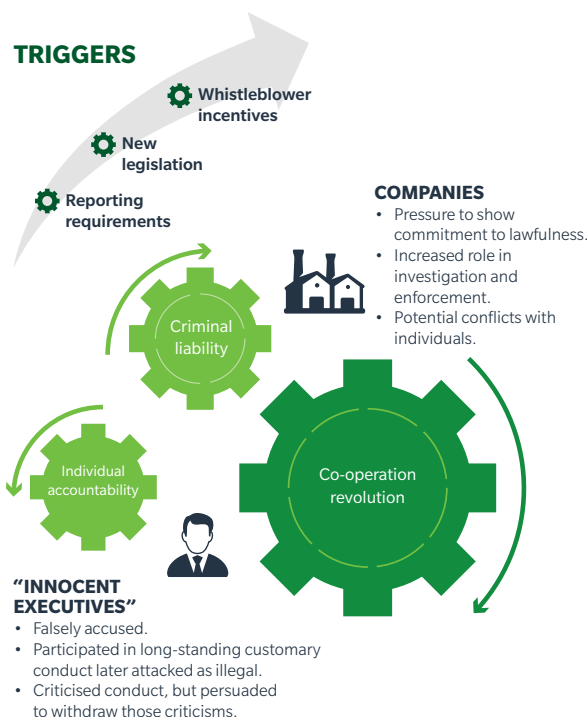 TRIGGERS
Whistleblower
incentives
New
legislation
Reporting
requirements
COMPANIES
• Pressure to show
commitment to lawfulness.
• Increased role in
investigation and
enforcement.
• Potential conflicts with
individuals.
Criminal
liability
Individual
accountability
Co-operation
revolution
“INNOCENT
EXECUTIVES”
• Falsely accused.
• Participated in long-standing customary
conduct later attacked as illegal.
• Criticised conduct, but persuaded
to withdraw those criticisms.